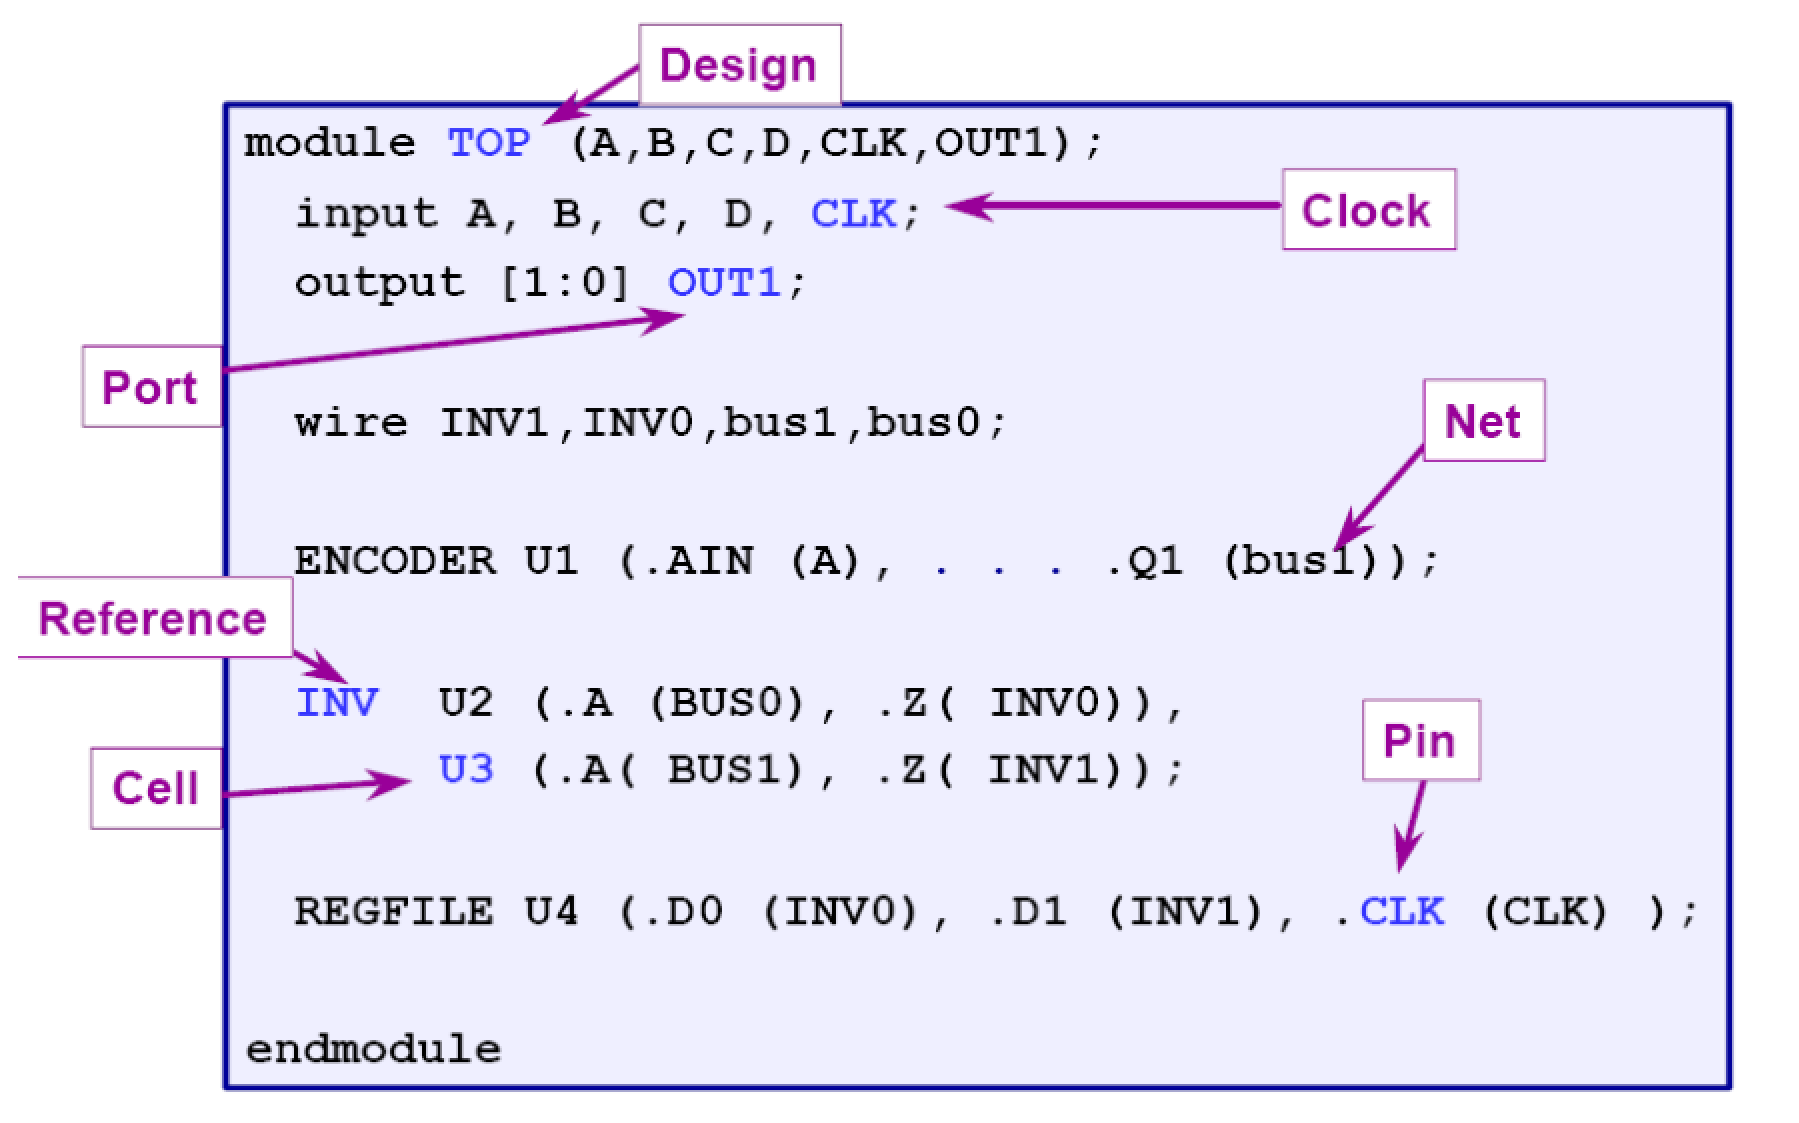 Design
module TOP (A,B,C,D,CLK,OUT1);
input A, B, C, D, CLK;
Clock
output [1:0] OUT1;
Port
wire INV1,INV0,bus1,bus0;
Net
ENCODER U1 (.AIN (A), . . . .Q1 (bus1));
Reference
INV U2 (.A (BUS0), .Z( INV0)),
Pin
U3 (.A( BUS1), .Z( INV1));
Cell
REGFILE U4 (.D0 (INV0), .D1 (INV1), .CLK (CLK) );
endmodule